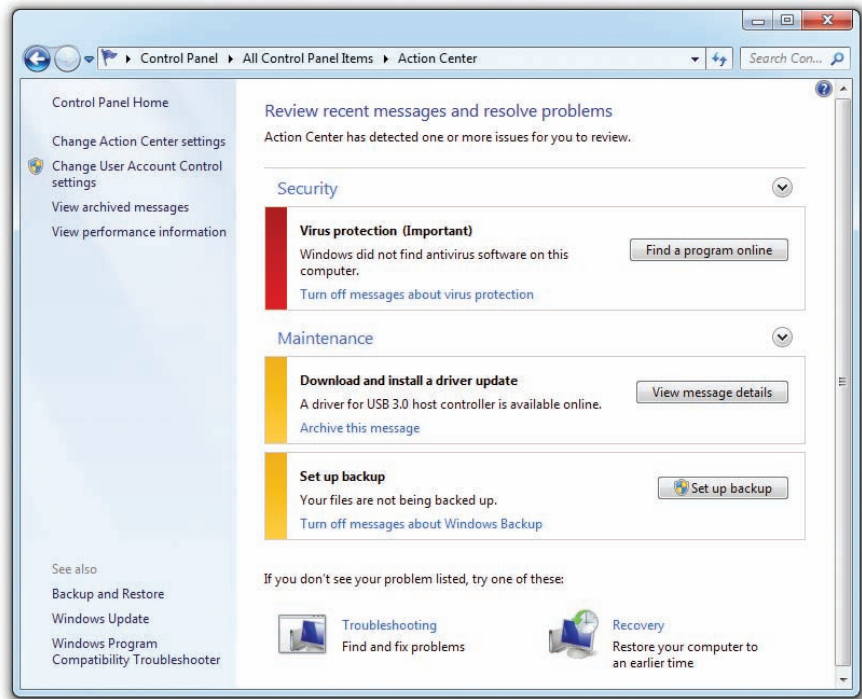 Control Panel ▸ All Control Panel Items ▸ Action Center
Search Con...
Control Panel Home
Change Action Center settings
Change User Account Control
settings
View archived messages
View performance information
See also
Backup and Restore
Windows Update
Windows Program
Compatibility Troubleshooter
Review recent messages and resolve problems
Action Center has detected one or more issues for you to review.
Security
Virus protection (Important)
Windows did not find antivirus software on this
computer.
Find a program online
Turn off messages about virus protection
Maintenance
Download and install a driver update
A driver for USB 3.0 host controller is available online.
View message details
Archive this message
Set up backup
Your files are not being backed up.
Set up backup
Turn off messages about Windows Backup
If you don't see your problem listed, try one of these:
Troubleshooting
Find and fix problems
Recovery
Restore your computer to
an earlier time